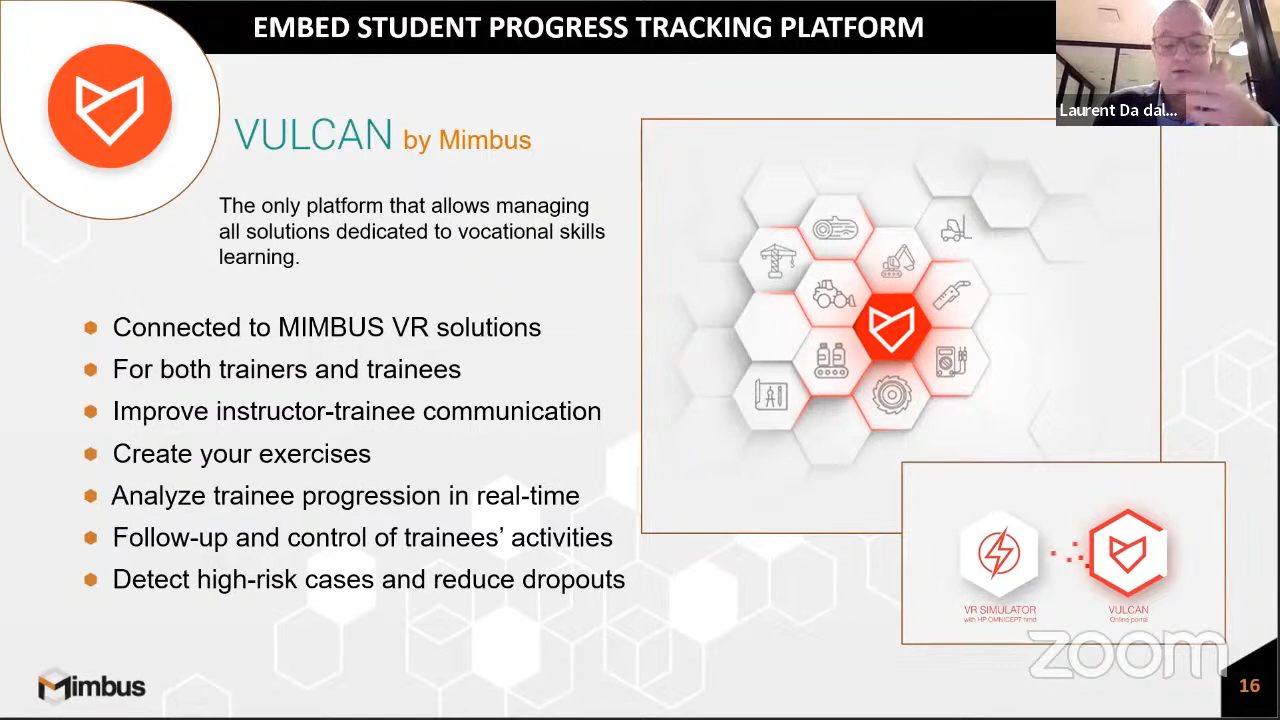 EMBED STUDENT PROGRESS TRACKING PLATFORM
Laurent Da dal...
VULCAN by Mimbus
The only platform that allows managing
all solutions dedicated to vocational skills
learning.
Connected to MIMBUS VR solutions
For both trainers and trainees
Improve instructor-trainee communication
Create your exercises
Analyze trainee progression in real-time
Follow-up and control of trainees’ activities
Detect high-risk cases and reduce dropouts
VR SIMULATOR
with HP OMNICEPT
VULCAN
Online portal
zoom
Mimbus
16